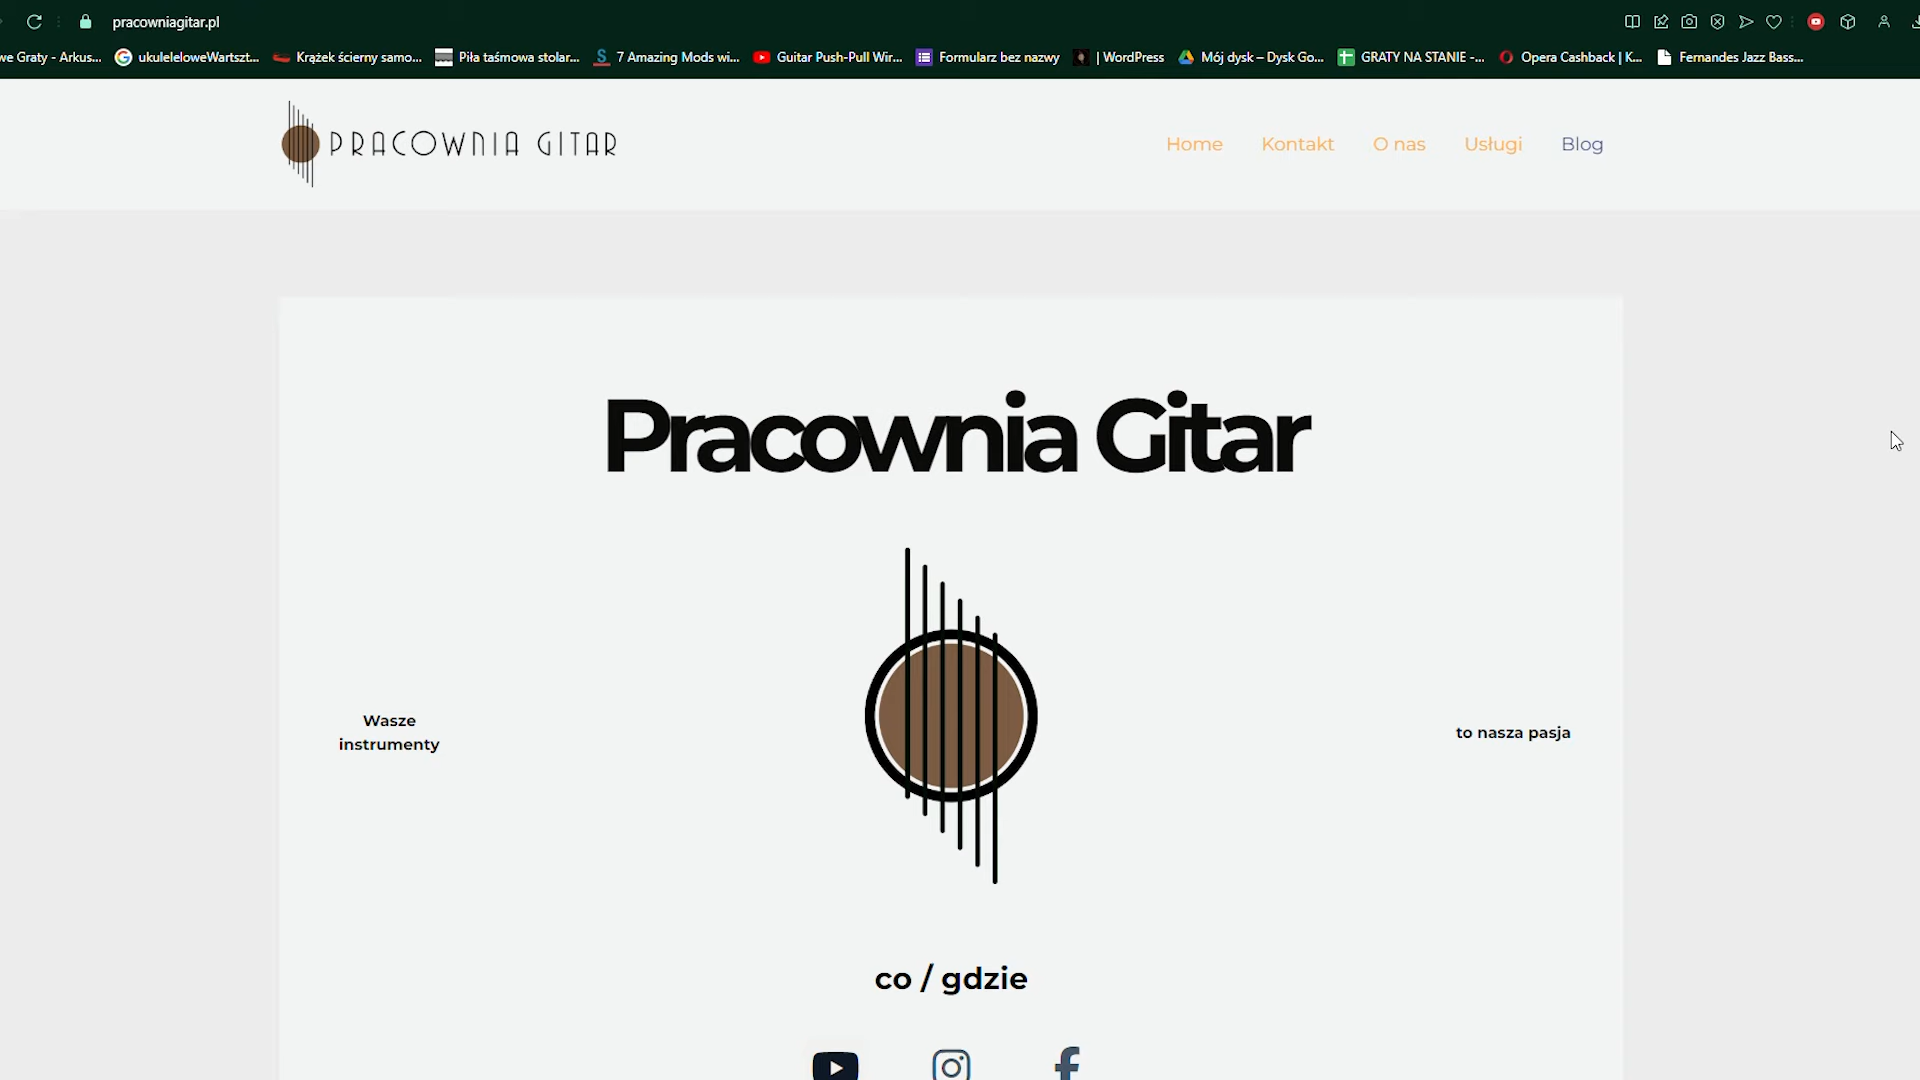 pracowniagitar.pl
we Graty - Arkus...
ukuleleloweWartszt...
Krążek ścierny samo...
Piła taśmowa stolar...
7 Amazing Mods wi...
Guitar Push-Pull Wir...
Formularz bez nazwy
| WordPress
Mój dysk – Dysk Go...
GRATY NA STANIE -...
Opera Cashback | K...
Fernandes Jazz Bass...
PRACOWNIA GITAR
Home
Kontakt
O nas
Usługi
Blog
Pracownia Gitar
Wasze
instrumenty
to nasza pasja
co / gdzie